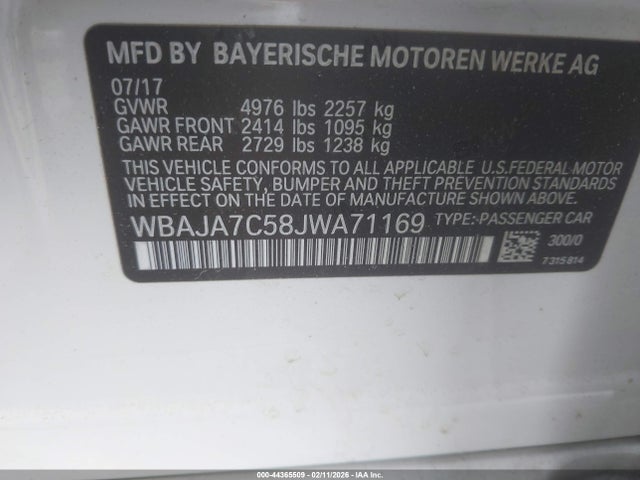 MFD BY BAYERISCHE MOTOREN WERKE AG
07/17
GVWR 4976 lbs 2257 kg
GAWR FRONT 2414 lbs 1095 kg
GAWR REAR 2729 lbs 1238 kg
THIS VEHICLE CONFORMS TO ALL APPLICABLE U.S.FEDERAL MOTOR
VEHICLE SAFETY, BUMPER AND THEFT PREVENTION STANDARDS
IN EFFECT ON THE DATE OF MANUFACTURE SHOWN ABOVE.
WBAJA7C58JWA71169 TYPE: PASSENGER CAR
300/0
7315814
000-44365509 - 02/11/2026 - IAAI Inc.